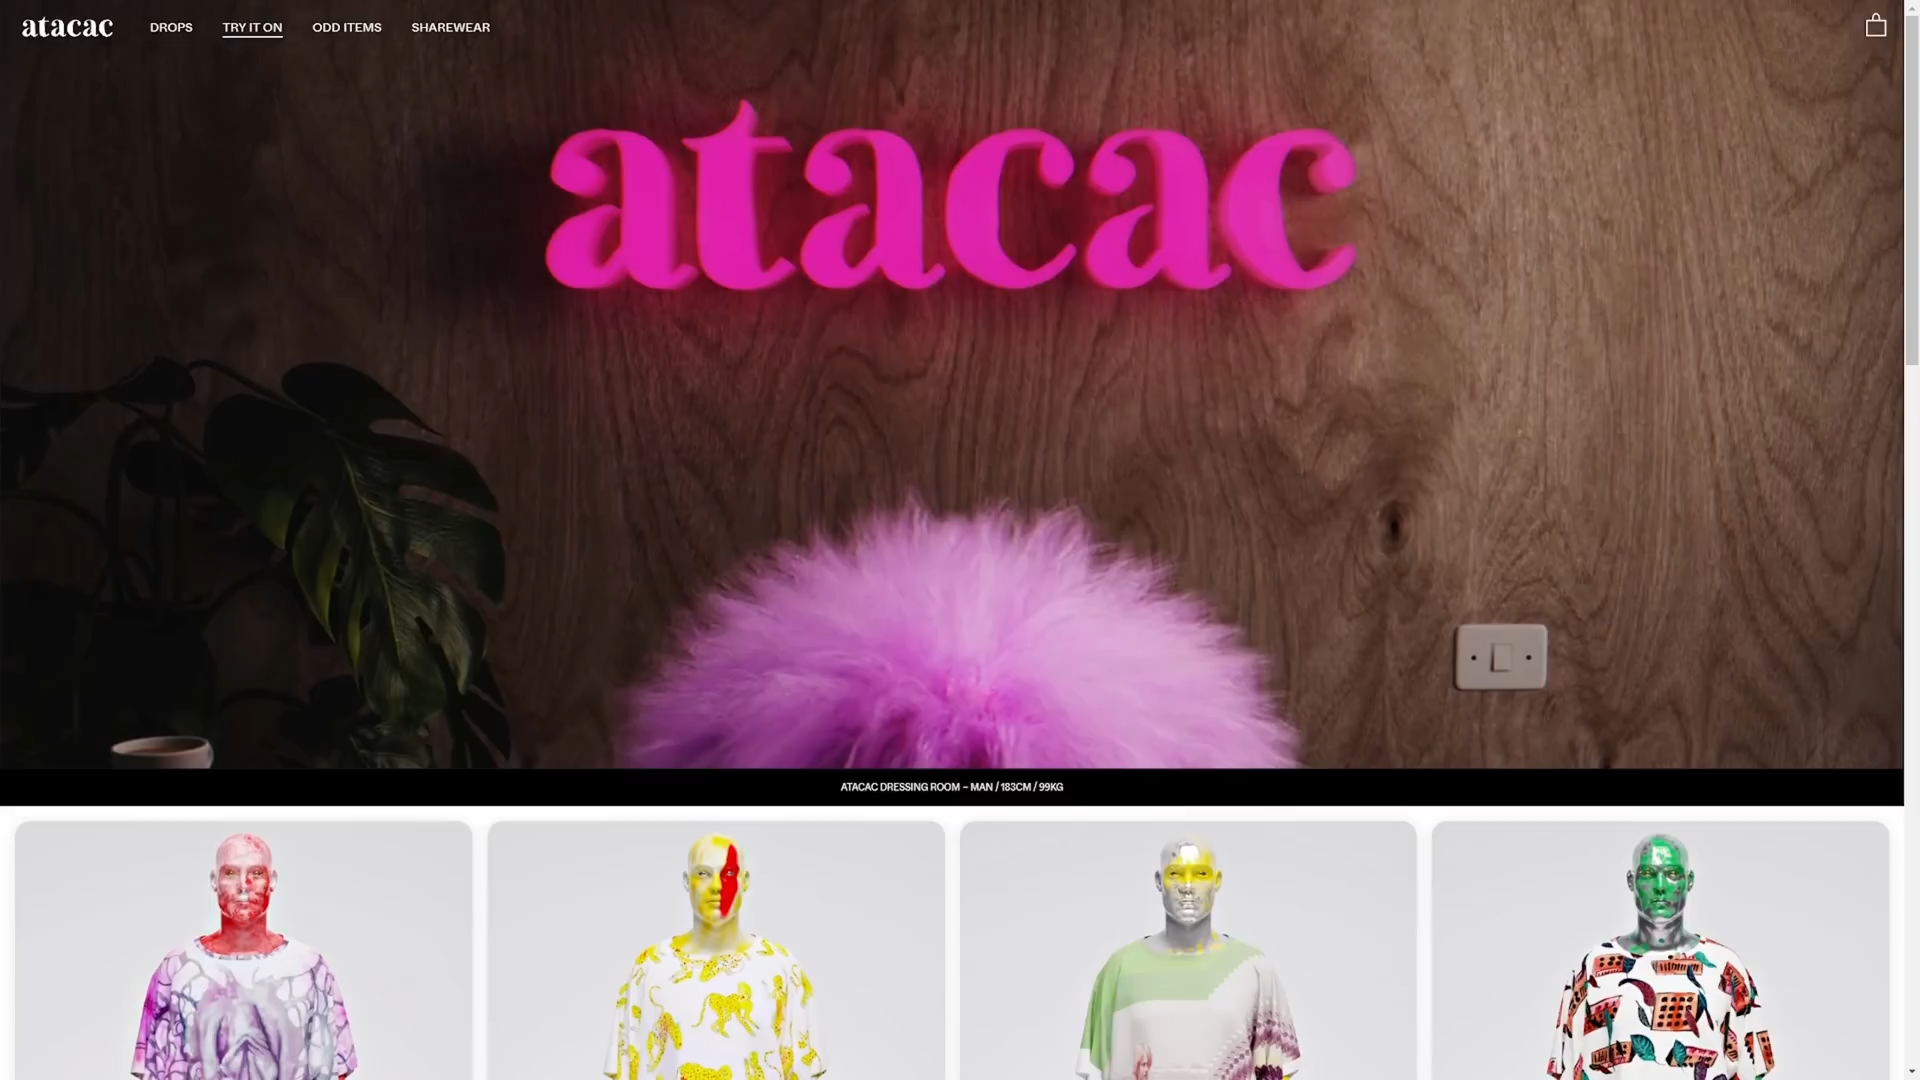 atacac DROPS TRY IT ON ODD ITEMS SHAREWEAR
atacac
ATACAC DRESSING ROOM – MAN / 183CM / 99KG